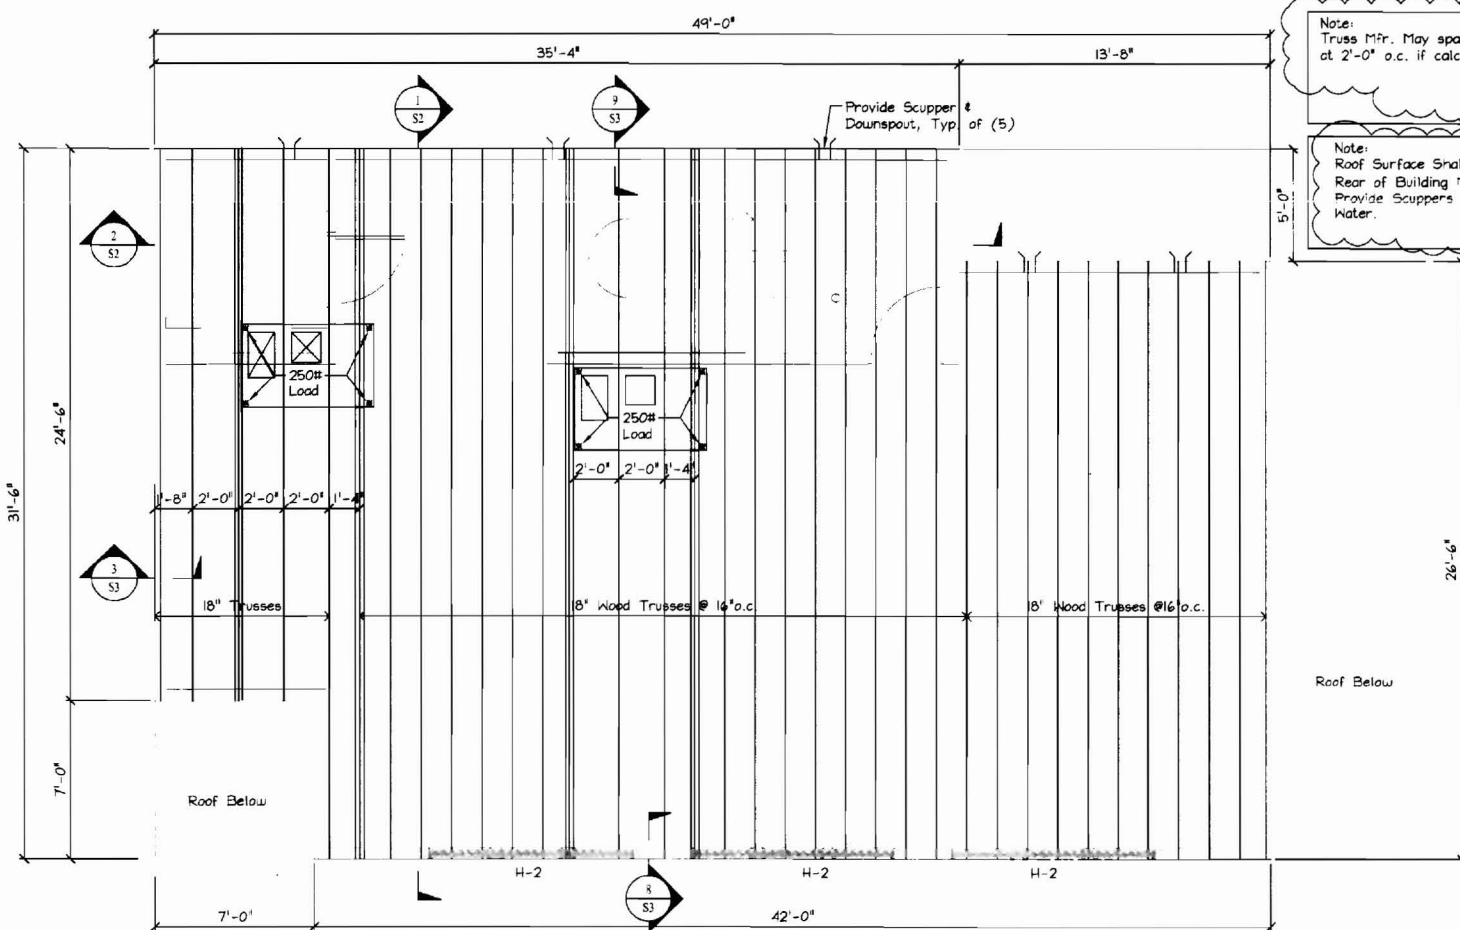 49'-0"
35'-4"
13'-8"
Note:
Truss Mfr. May spa
at 2'-0" o.c. if calc
1
S2
9
S3
Provide Scupper &
Downspout, Typ. of (5)
Note:
Roof Surface Shal
Rear of Building
Provide Scuppers
Water.
5'-0"
2
S2
250#
Load
250#
Load
24'-6"
31'-6"
2'-0" 2'-0" 1'-4"
1'-8" 2'-0" 2'-0" 2'-0" 1'-4"
3
S3
26'-6"
18" Trusses
18" Wood Trusses @ 16"o.c.
18" Wood Trusses @16"o.c.
Roof Below
7'-0"
Roof Below
H-2
H-2
H-2
8
S3
7'-0"
42'-0"